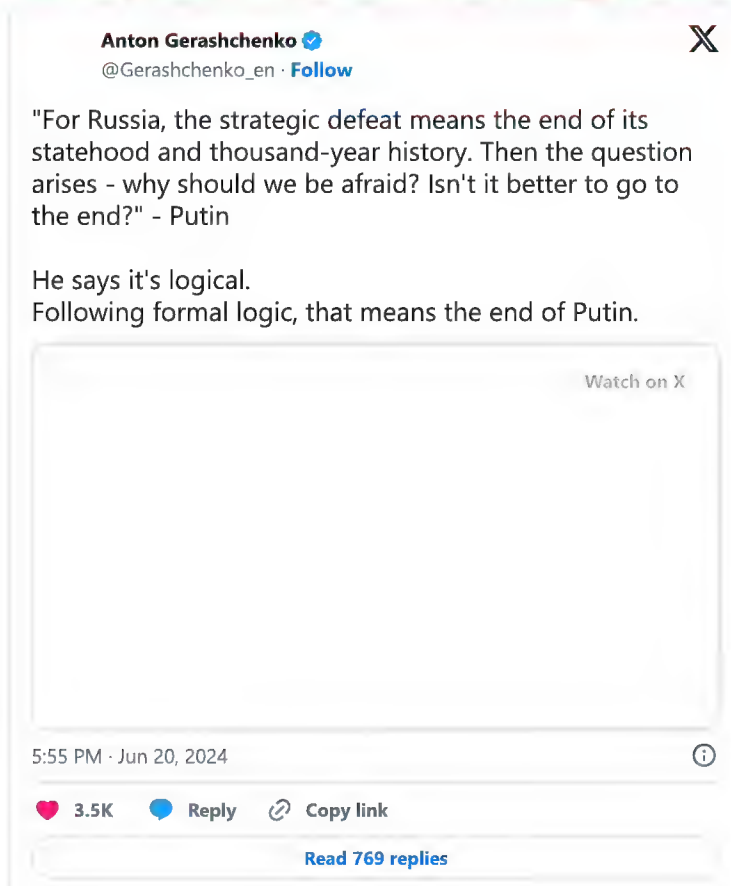 Anton Gerashchenko
@Gerashchenko_en · Follow
"For Russia, the strategic defeat means the end of its
statehood and thousand-year history. Then the question
arises - why should we be afraid? Isn't it better to go to
the end?" - Putin
He says it's logical.
Following formal logic, that means the end of Putin.
Watch on X
5:55 PM · Jun 20, 2024
3.5K Reply Copy link
Read 769 replies